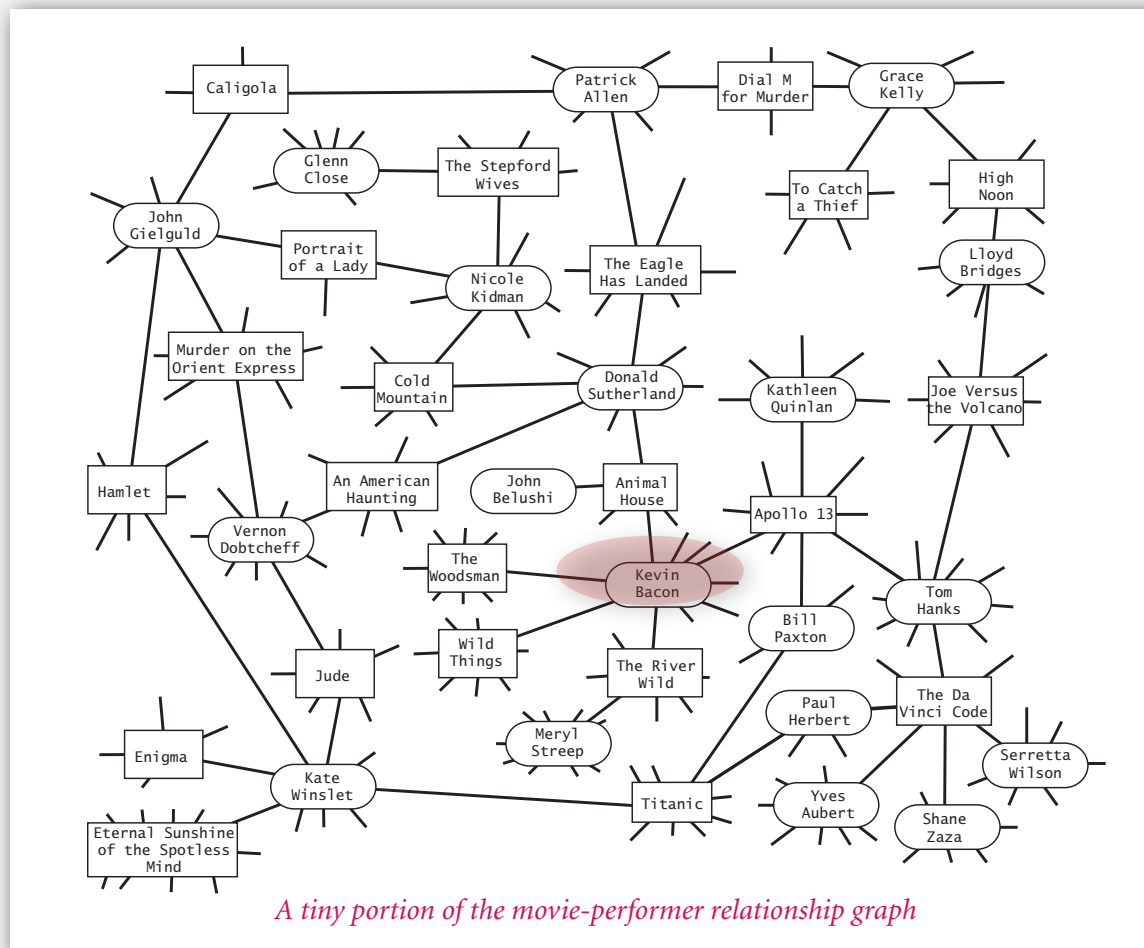 Caligola
Patrick
Allen
Dial M
for Murder
Grace
Kelly
Glenn
Close
The Stepford
Wives
To Catch
a Thief
High
Noon
John
Gielguld
Portrait
of a Lady
Nicole
Kidman
The Eagle
Has Landed
Lloyd
Bridges
Murder on the
Orient Express
Cold
Mountain
Donald
Sutherland
Kathleen
Quinlan
Joe Versus
the Volcano
Hamlet
An American
Haunting
John
Belushi
Animal
House
Apollo 13
Vernon
Dobtcheff
The
Woodsman
Kevin
Bacon
Tom
Hanks
Bill
Paxton
Wild
Things
Jude
The River
Wild
Paul
Herbert
The Da
Vinci Code
Enigma
Meryl
Streep
Serretta
Wilson
Kate
Winslet
Titanic
Yves
Aubert
Shane
Zaza
Eternal Sunshine
of the Spotless
Mind
A tiny portion of the movie-performer relationship graph